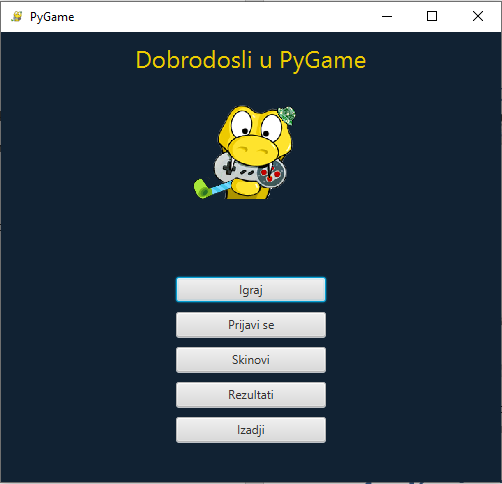 PyGame
Dobrodosli u PyGame
Igraj
Prijavi se
Skinovi
Rezultati
Izadji